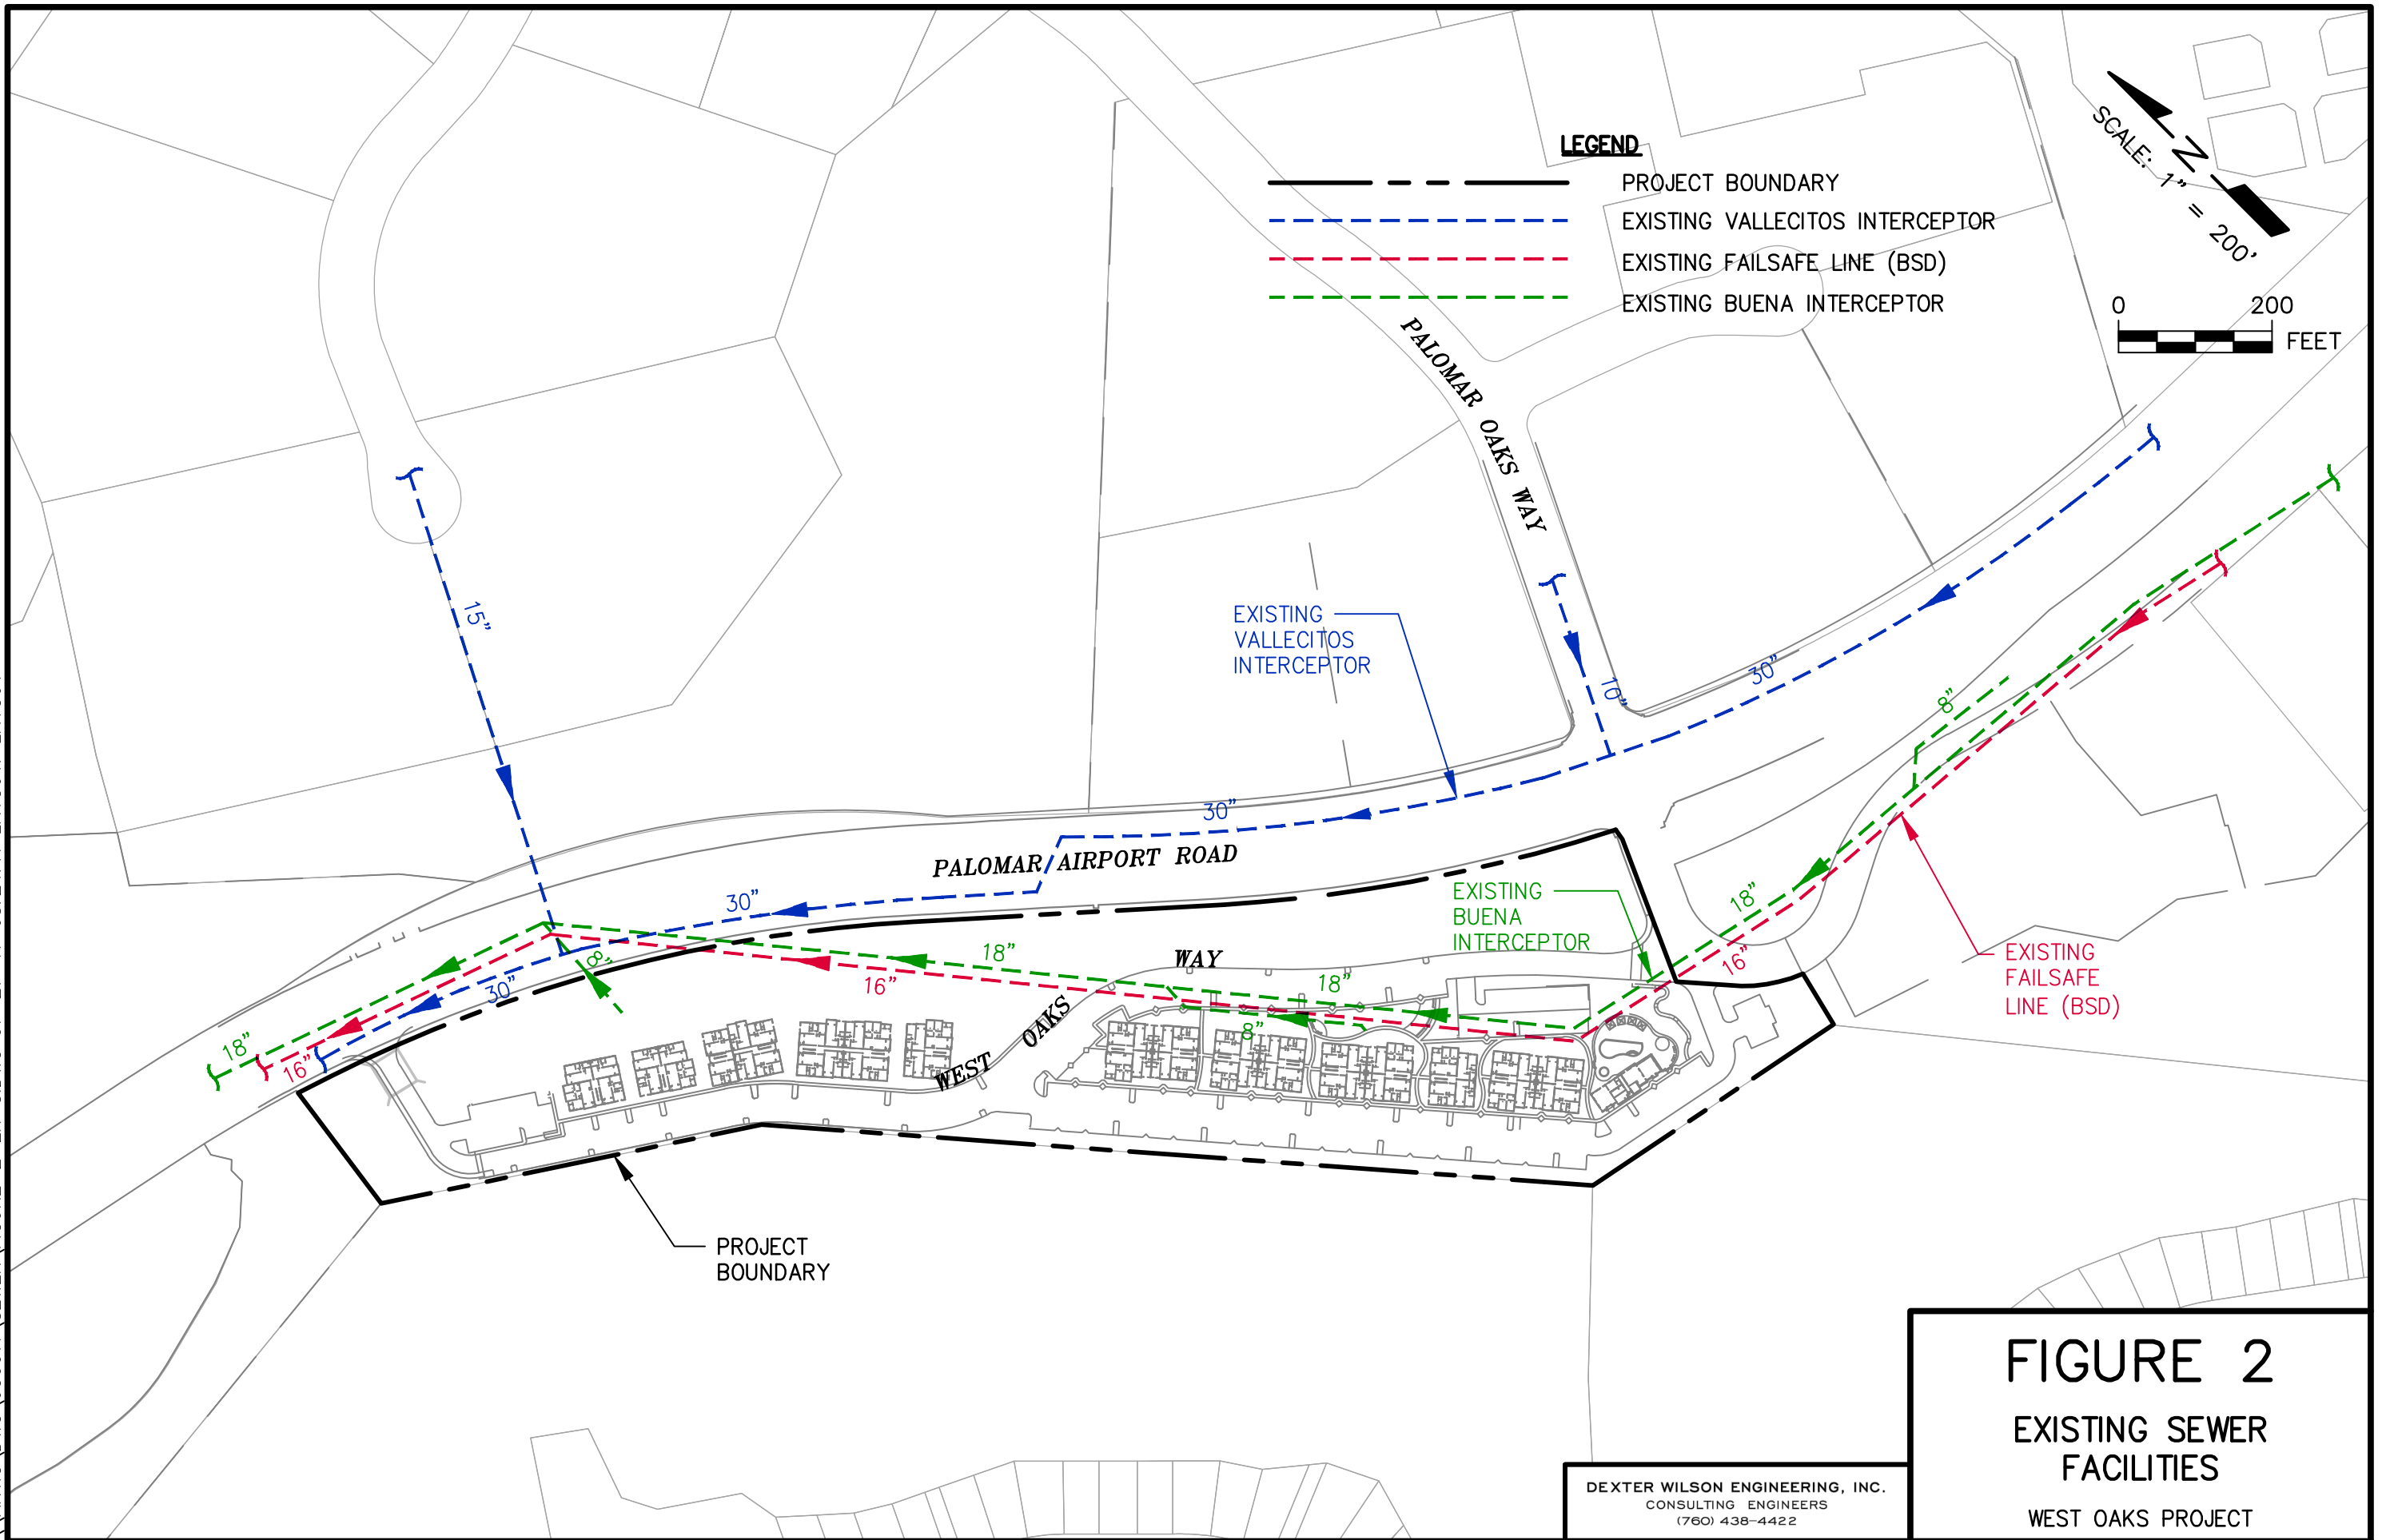 LEGEND
PROJECT BOUNDARY
EXISTING VALLECITOS INTERCEPTOR
EXISTING FAILSAFE LINE (BSD)
EXISTING BUENA INTERCEPTOR
N
SCALE: 1" = 200'
0 200
FEET
PALOMAR OAKS WAY
15"
EXISTING
VALLECITOS
INTERCEPTOR
10"
30"
8"
30"
PALOMAR AIRPORT ROAD
30"
EXISTING
BUENA
INTERCEPTOR
18"
16"
EXISTING
FAILSAFE
LINE (BSD)
18"
16"
18"
8"
8"
30"
WEST OAKS WAY
18"
16"
PROJECT
BOUNDARY
FIGURE 2
EXISTING SEWER
FACILITIES
WEST OAKS PROJECT
DEXTER WILSON ENGINEERING, INC.
CONSULTING ENGINEERS
(760) 438-4422